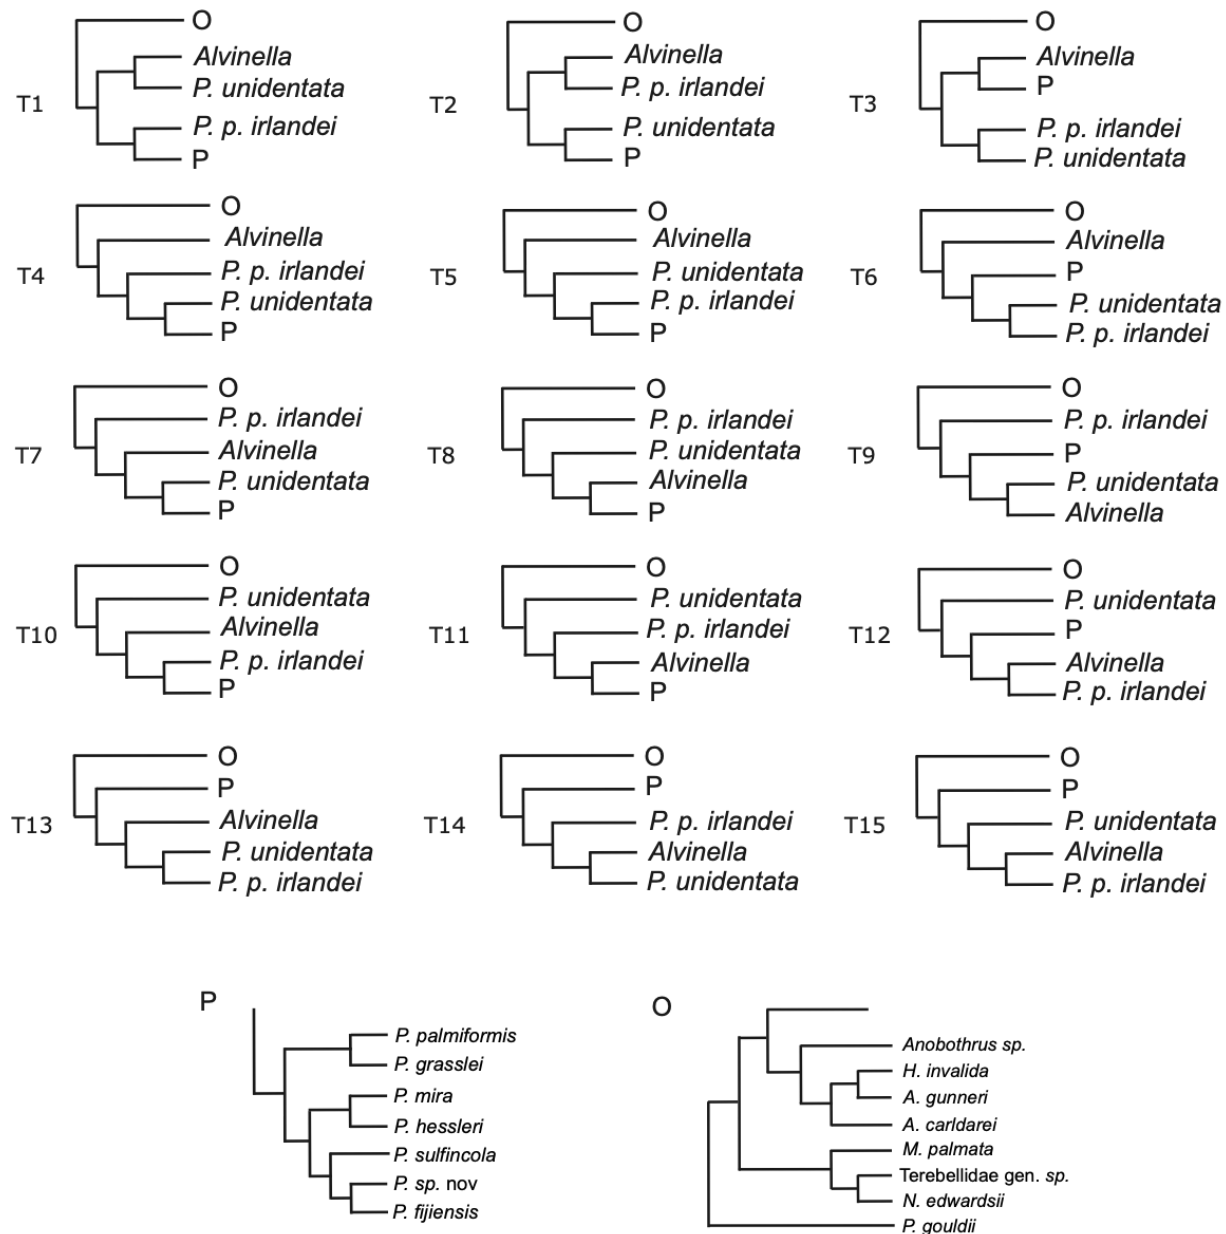 O
Alvinella
P. unidentata
P. p. irlandei
P
T1
O
Alvinella
P. p. irlandei
P. unidentata
P
T2
O
Alvinella
P
P. p. irlandei
P. unidentata
T3
O
Alvinella
P. p. irlandei
P. unidentata
P
T4
O
Alvinella
P. unidentata
P. p. irlandei
P
T5
O
Alvinella
P
P. unidentata
P. p. irlandei
T6
O
P. p. irlandei
Alvinella
P. unidentata
P
T7
O
P. p. irlandei
P. unidentata
Alvinella
P
T8
O
P. p. irlandei
P
P. unidentata
Alvinella
T9
O
P. unidentata
Alvinella
P. p. irlandei
P
T10
O
P. unidentata
P. p. irlandei
Alvinella
P
T11
O
P. unidentata
P
Alvinella
P. p. irlandei
T12
O
P
Alvinella
P. unidentata
P. p. irlandei
T13
O
P
P. p. irlandei
Alvinella
P. unidentata
T14
O
P
P. unidentata
Alvinella
P. p. irlandei
T15
P
P. palmiformis
P. grasslei
P. mira
P. hessleri
P. sulfincola
P. sp. nov
P. fijiensis
O
Anobothrus sp.
H. invalida
A. gunneri
A. carldarei
M. palmata
Terebellidae gen. sp.
N. edwardsii
P. gouldii